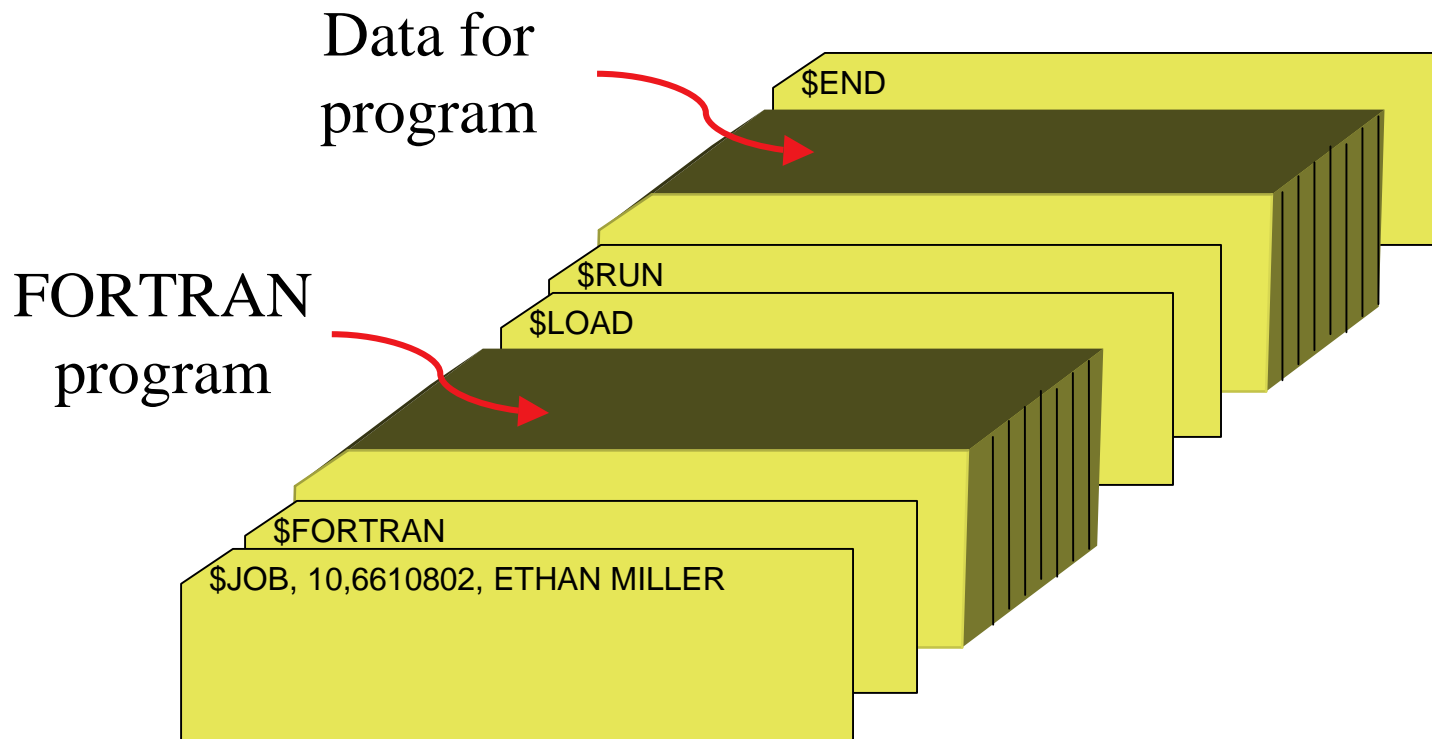 Data for
program
$END
$RUN
$LOAD
FORTRAN
program
$FORTRAN
$JOB, 10,6610802, ETHAN MILLER